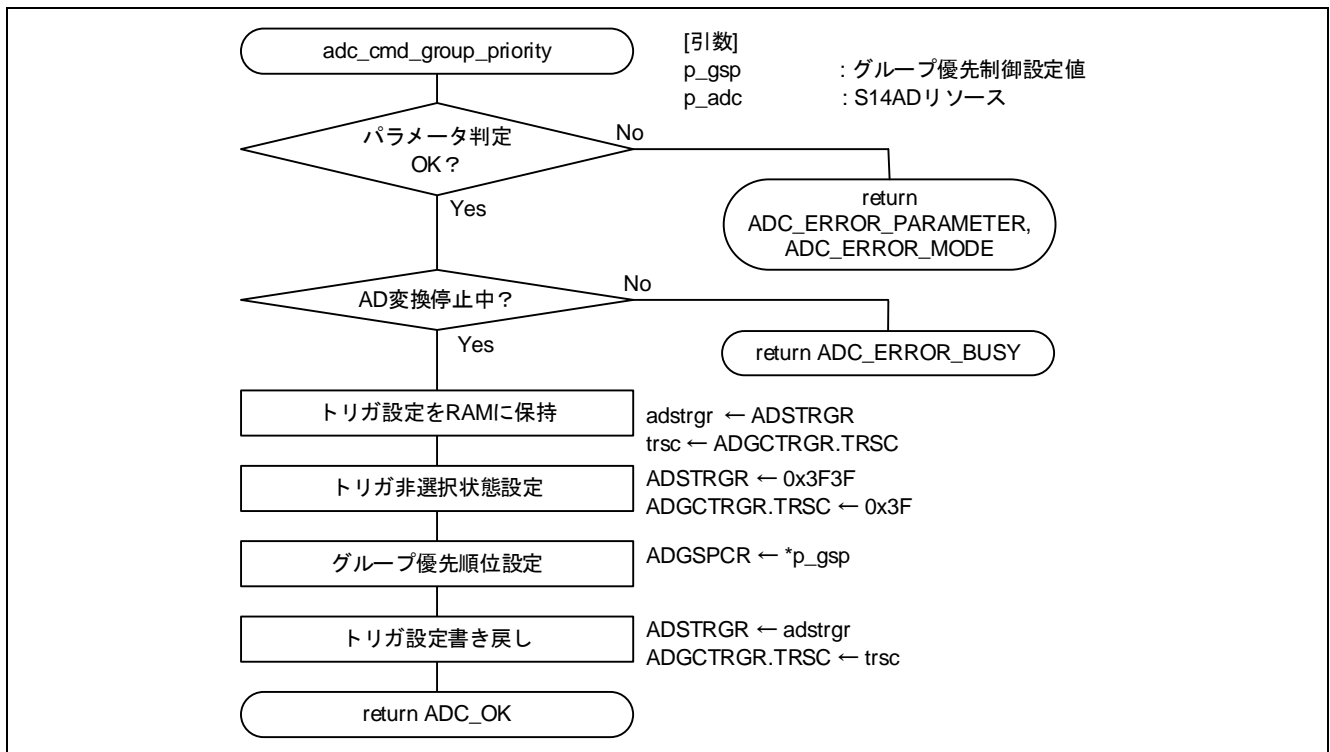 adc_cmd_group_priority
[引数]
p_gsp : グループ優先制御設定値
p_adc : S14ADリソース
パラメータ判定
OK？
No
Yes
return
ADC_ERROR_PARAMETER,
ADC_ERROR_MODE
AD変換停止中？
No
Yes
return ADC_ERROR_BUSY
トリガ設定をRAMに保持
adstrgr ← ADSTRGR
trsc ← ADGCTRGR.TRSC
トリガ非選択状態設定
ADSTRGR ← 0x3F3F
ADGCTRGR.TRSC ← 0x3F
グループ優先順位設定
ADGSPCR ← *p_gsp
トリガ設定書き戻し
ADSTRGR ← adstrgr
ADGCTRGR.TRSC ← trsc
return ADC_OK